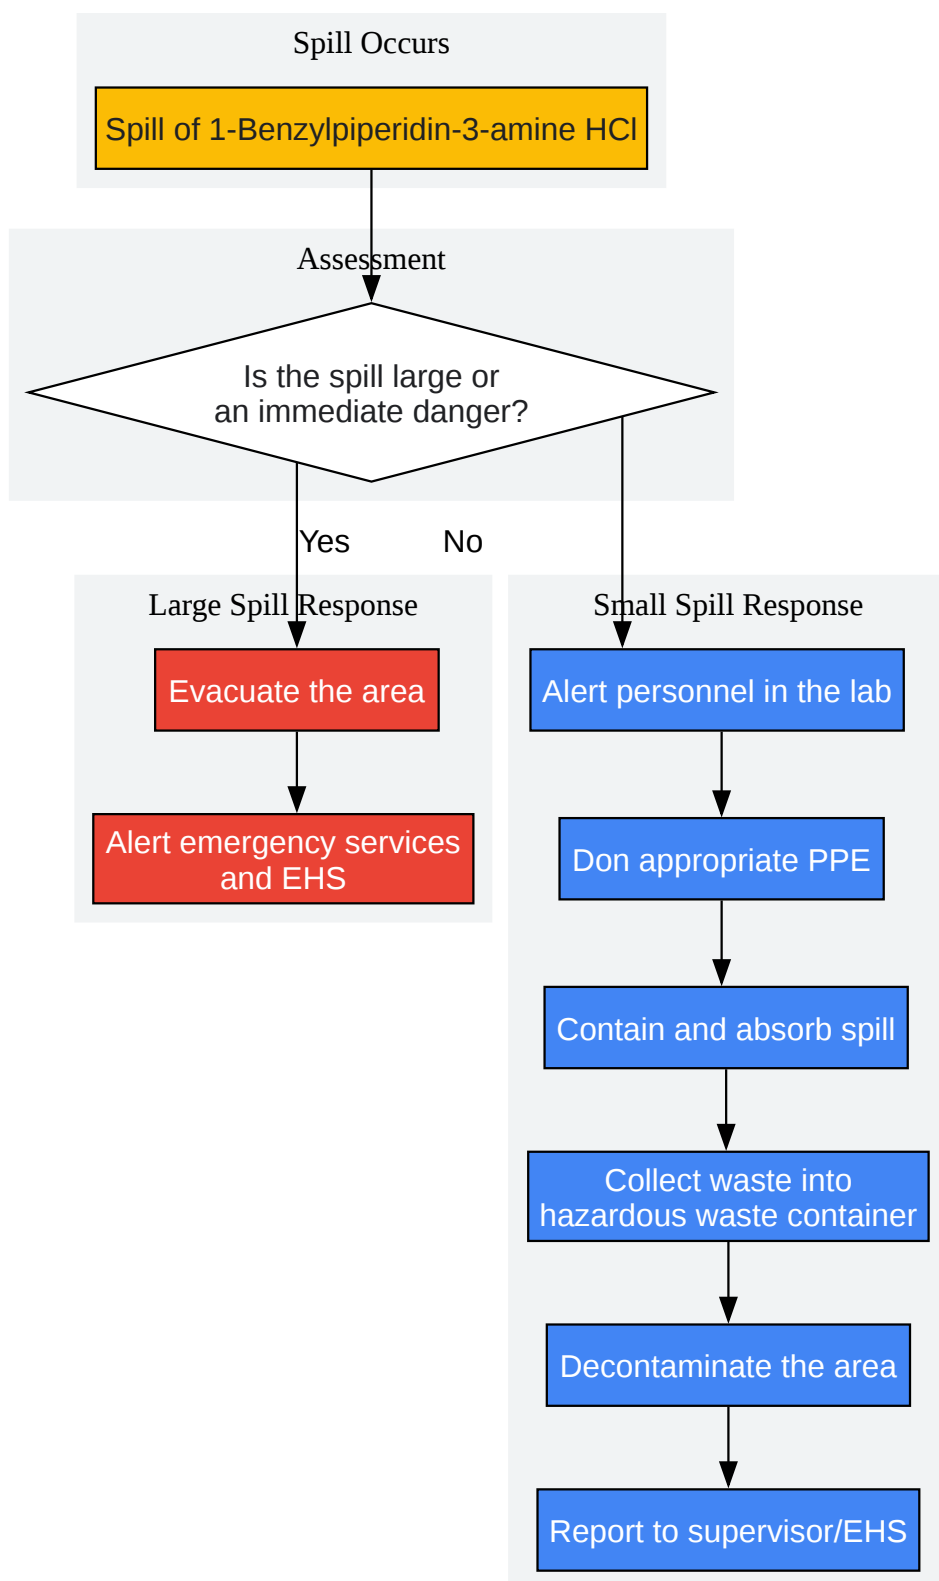 Spill Occurs
Spill of 1-Benzylpiperidin-3-amine HCl
Assessment
Is the spill large or
an immediate danger?
Yes
No
Large Spill Response
Evacuate the area
Alert emergency services
and EHS
Small Spill Response
Alert personnel in the lab
Don appropriate PPE
Contain and absorb spill
Collect waste into
hazardous waste container
Decontaminate the area
Report to supervisor/EHS